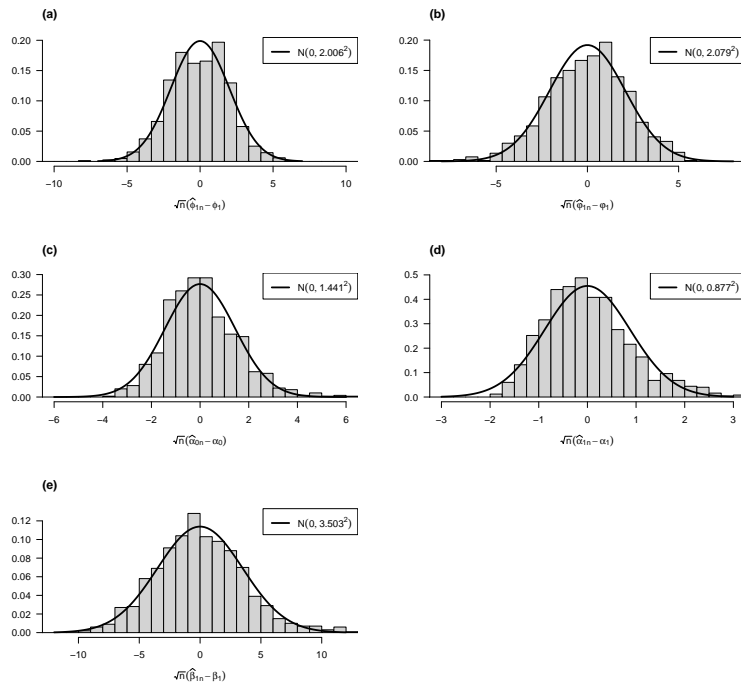 (a)
0.20
0.15
0.10
0.05
0.00
N(0, 2.006²)
−10 −5 0 5 10
√n(ϕ̂₁ₙ − ϕ₁)
(b)
0.20
0.15
0.10
0.05
0.00
N(0, 2.079²)
−5 0 5
√n(φ̂₁ₙ − φ₁)
(c)
0.30
0.25
0.20
0.15
0.10
0.05
0.00
N(0, 1.441²)
−6 −4 −2 0 2 4 6
√n(α̂₀ₙ − α₀)
(d)
0.5
0.4
0.3
0.2
0.1
0.0
N(0, 0.877²)
−3 −2 −1 0 1 2 3
√n(α̂₁ₙ − α₁)
(e)
0.12
0.10
0.08
0.06
0.04
0.02
0.00
N(0, 3.503²)
−10 −5 0 5 10
√n(β̂₁ₙ − β₁)